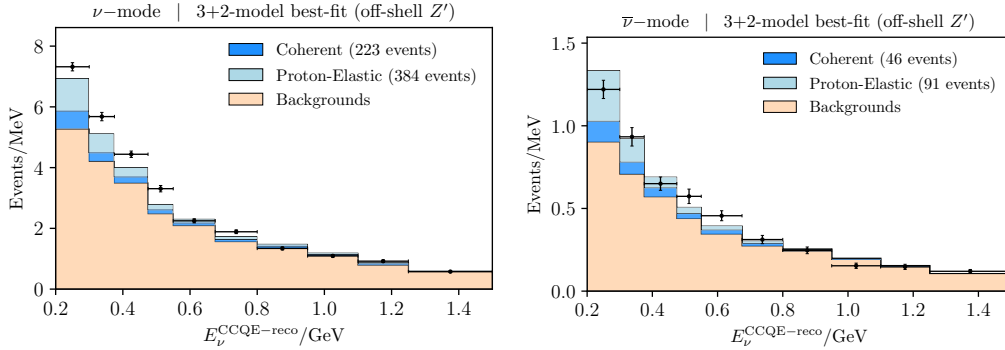 ν−mode | 3+2-model best-fit (off-shell Z′)
8
6
4
2
0
Events/MeV
Coherent (223 events)
Proton-Elastic (384 events)
Backgrounds
0.2 0.4 0.6 0.8 1.0 1.2 1.4
E_ν^CCQE−reco/GeV
ν̅−mode | 3+2-model best-fit (off-shell Z′)
1.5
1.0
0.5
0.0
Events/MeV
Coherent (46 events)
Proton-Elastic (91 events)
Backgrounds
0.2 0.4 0.6 0.8 1.0 1.2 1.4
E_ν^CCQE−reco/GeV